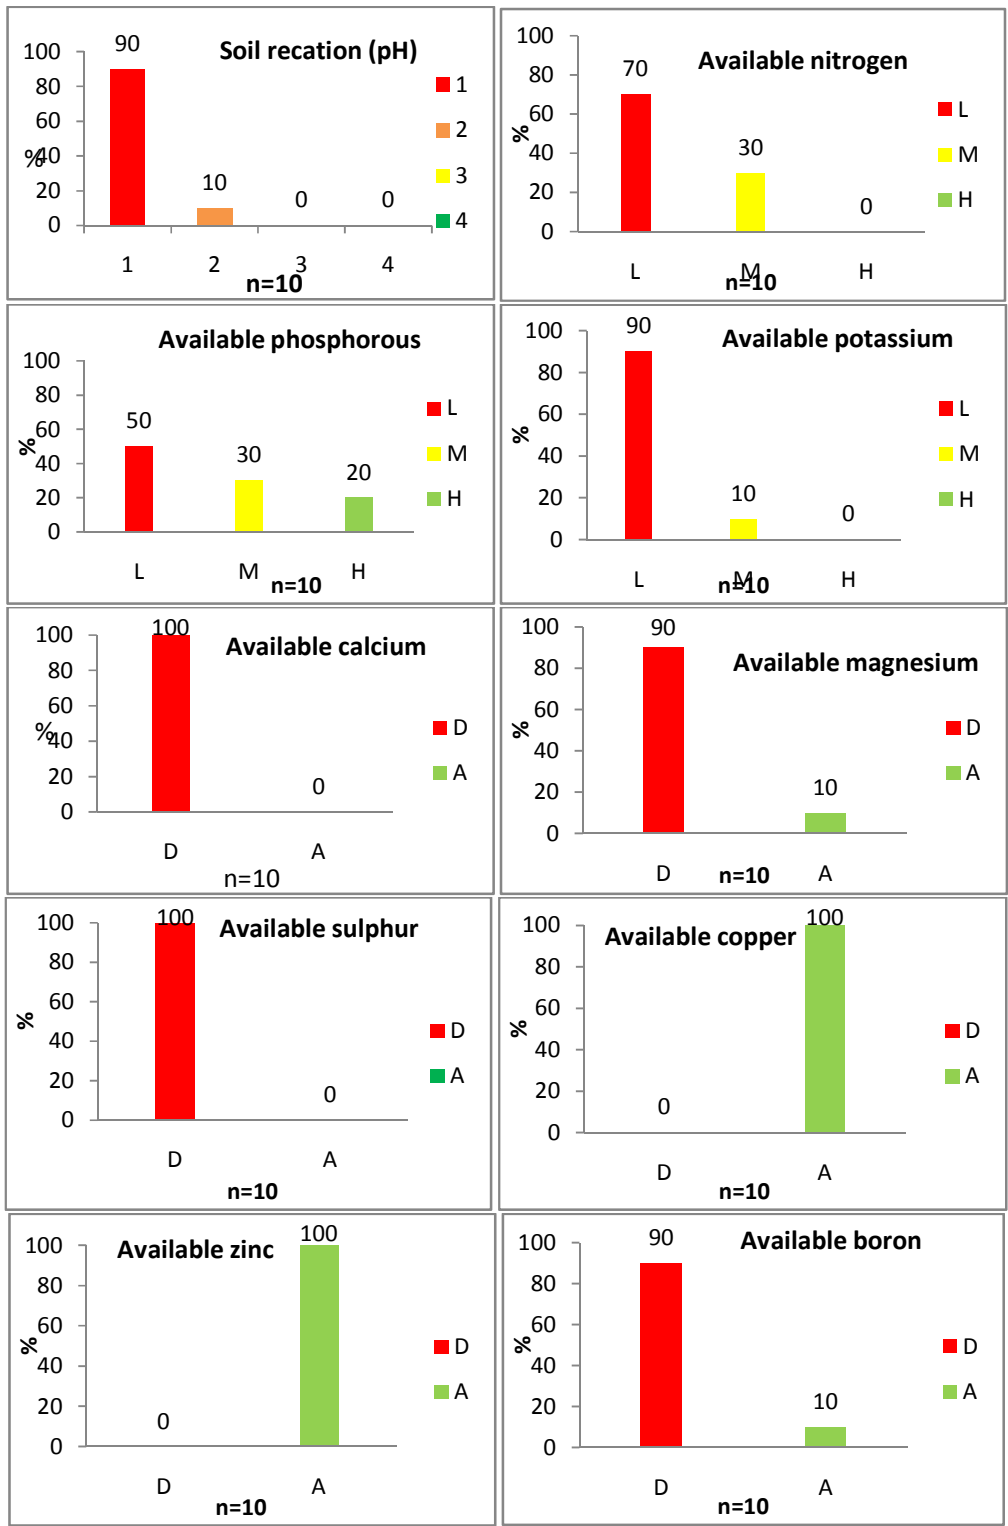 Soil recation (pH)
90
100
80
60
40
20
0
%
10
0
0
1
2
3
4
1
2
3
4
n=10
Available nitrogen
70
100
80
60
40
20
0
%
30
0
L
M
H
L
M
H
n=10
Available phosphorous
100
80
60
40
20
0
%
50
30
20
L
M
H
L
M
H
n=10
Available potassium
90
100
80
60
40
20
0
%
10
0
L
M
H
L
M
H
n=10
Available calcium
100
100
80
60
40
20
0
%
0
D
A
D
A
n=10
Available magnesium
90
100
80
60
40
20
0
%
10
D
A
D
A
n=10
Available sulphur
100
100
80
60
40
20
0
%
0
D
A
D
A
n=10
Available copper
100
100
80
60
40
20
0
%
0
D
A
D
A
n=10
Available zinc
100
100
80
60
40
20
0
%
0
D
A
D
A
n=10
Available boron
90
100
80
60
40
20
0
%
10
D
A
D
A
n=10